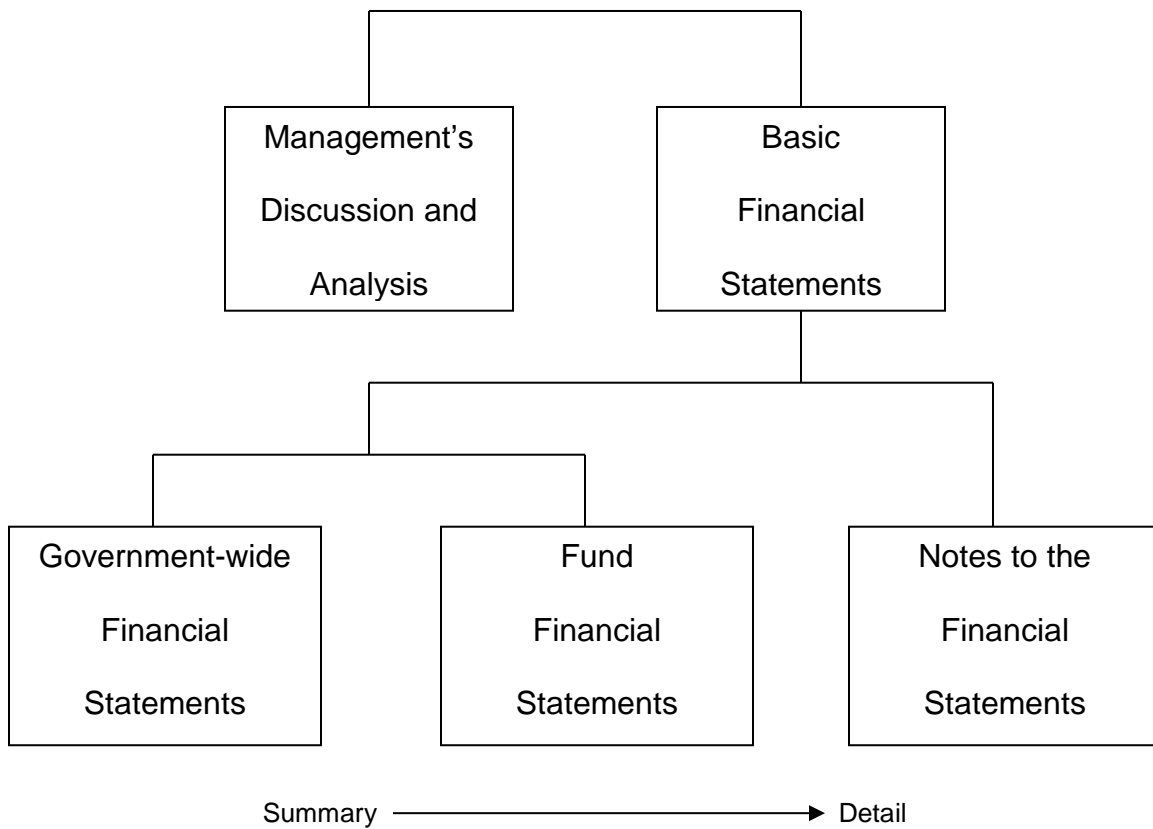 Management’s
Discussion and
Analysis
Basic
Financial
Statements
Government-wide
Financial
Statements
Fund
Financial
Statements
Notes to the
Financial
Statements
Summary
Detail